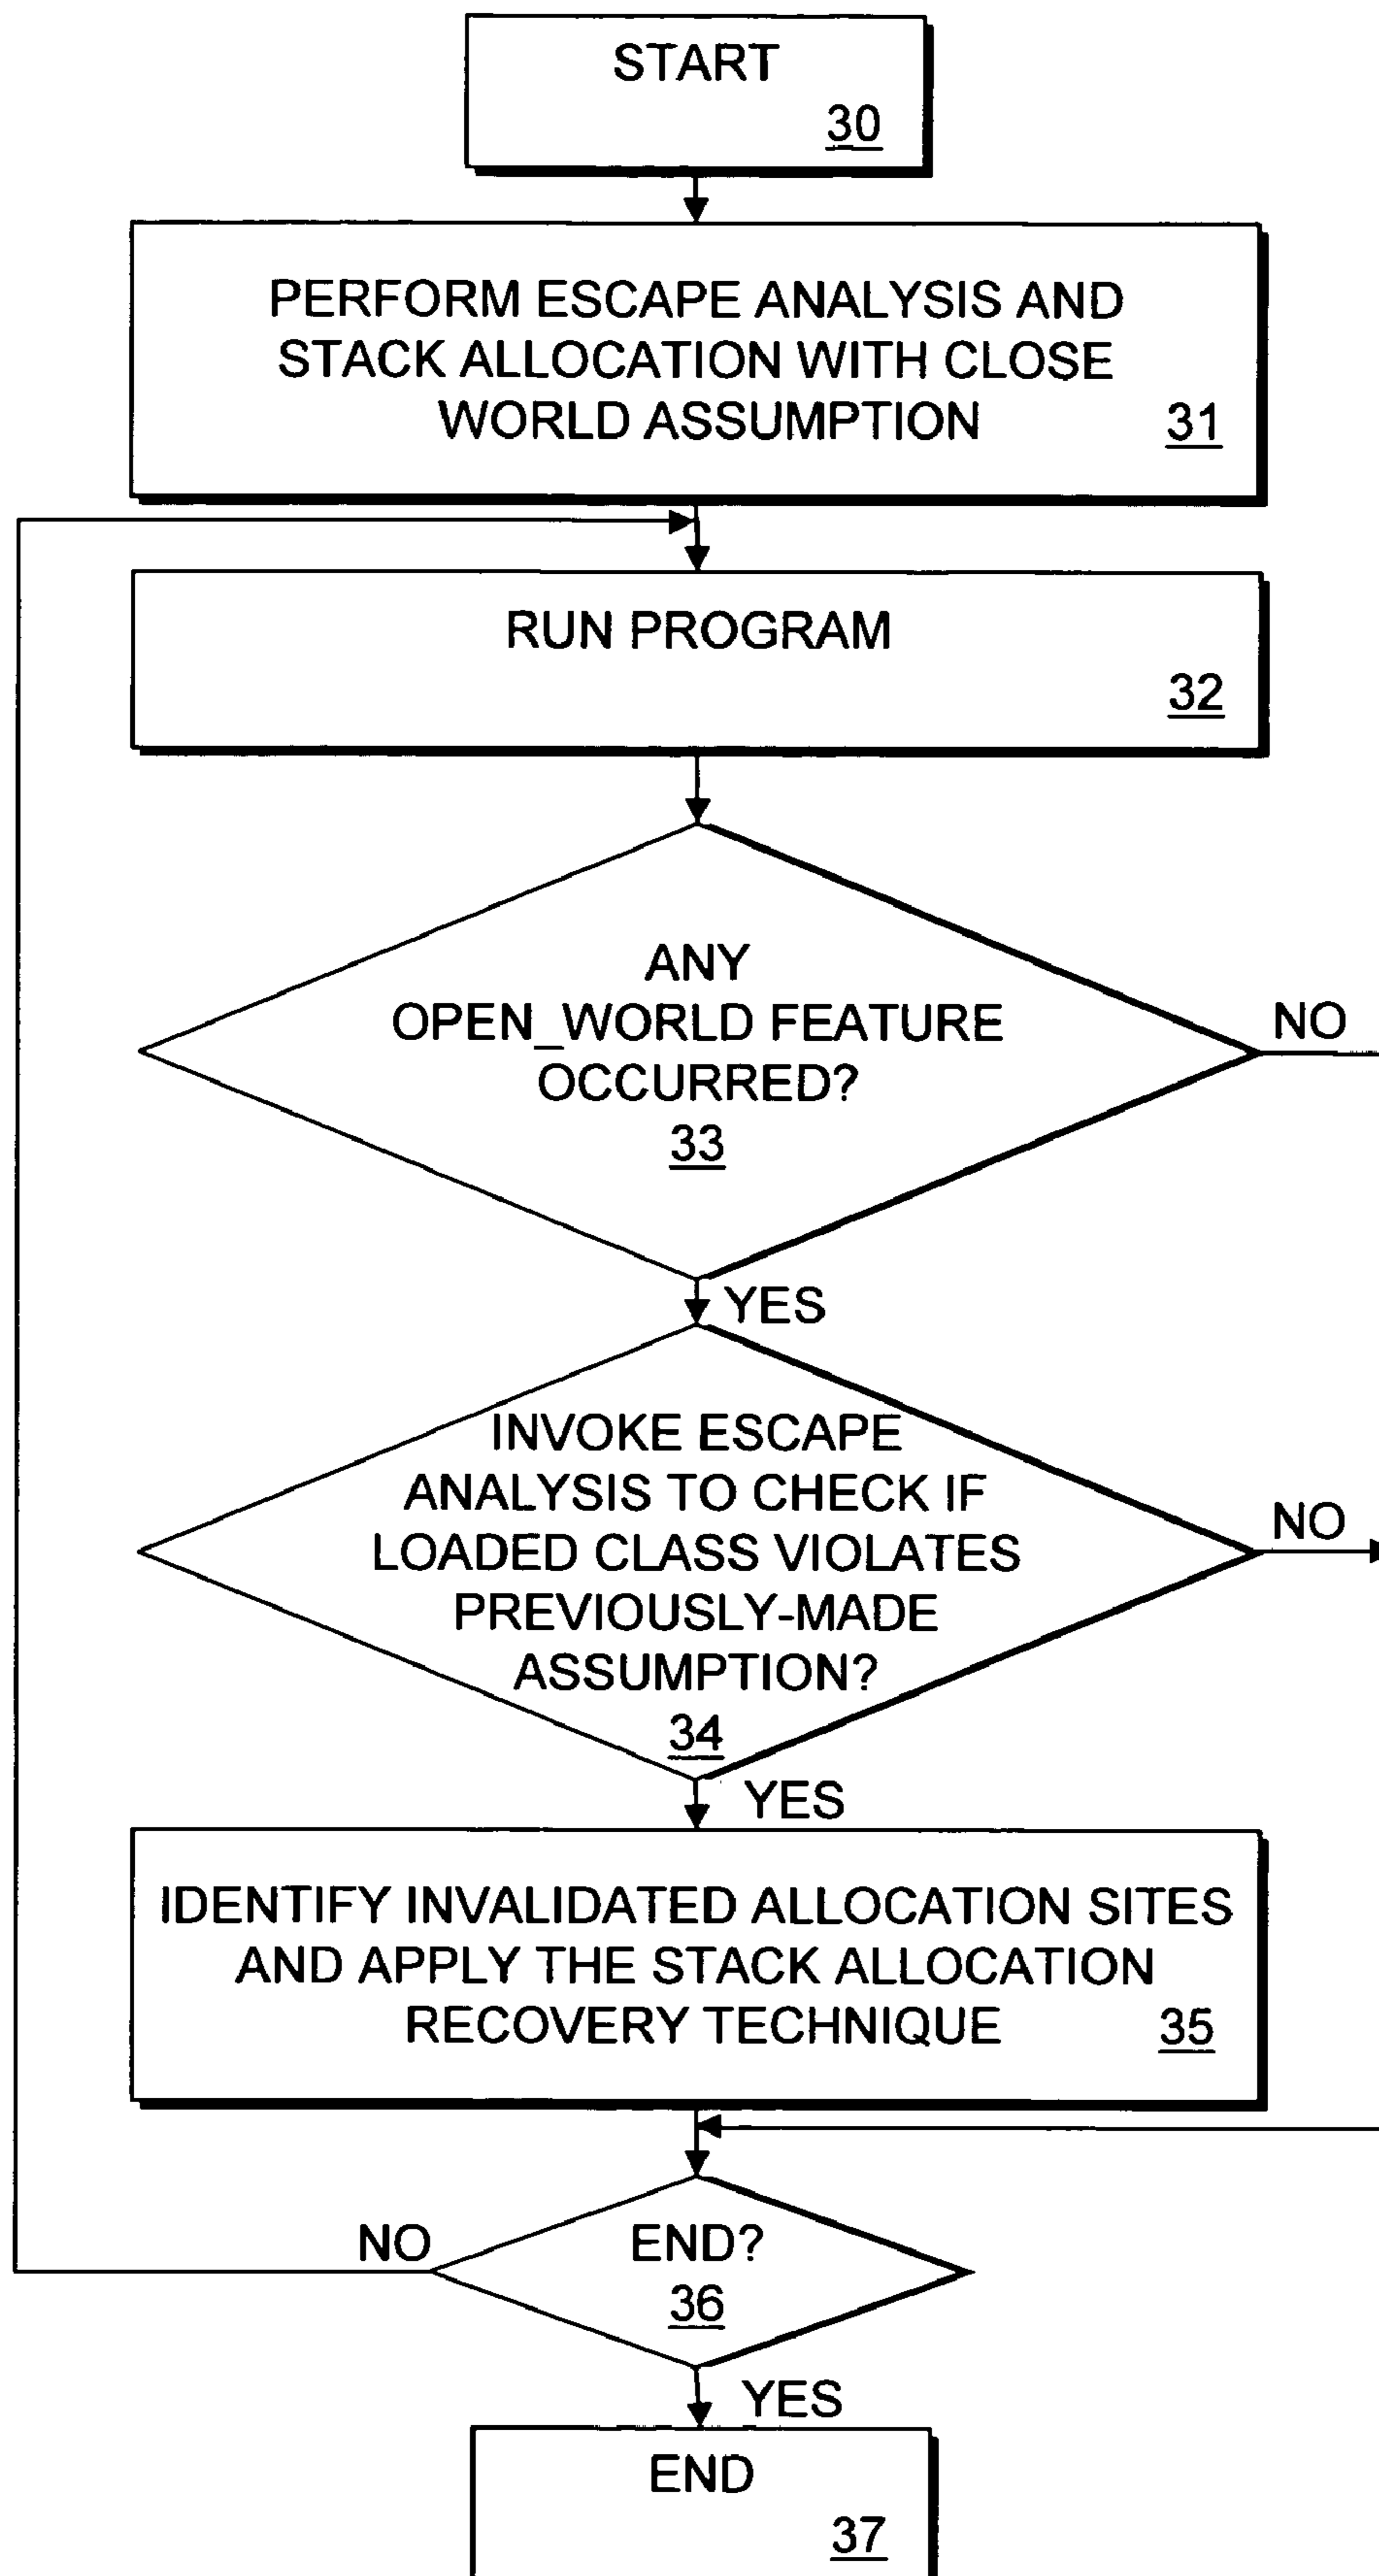 START
30
PERFORM ESCAPE ANALYSIS AND
STACK ALLOCATION WITH CLOSE
WORLD ASSUMPTION
31
RUN PROGRAM
32
ANY
OPEN_WORLD FEATURE
OCCURRED?
33
NO
YES
INVOKE ESCAPE
ANALYSIS TO CHECK IF
LOADED CLASS VIOLATES
PREVIOUSLY-MADE
ASSUMPTION?
34
NO
YES
IDENTIFY INVALIDATED ALLOCATION SITES
AND APPLY THE STACK ALLOCATION
RECOVERY TECHNIQUE
35
NO
END?
36
YES
END
37